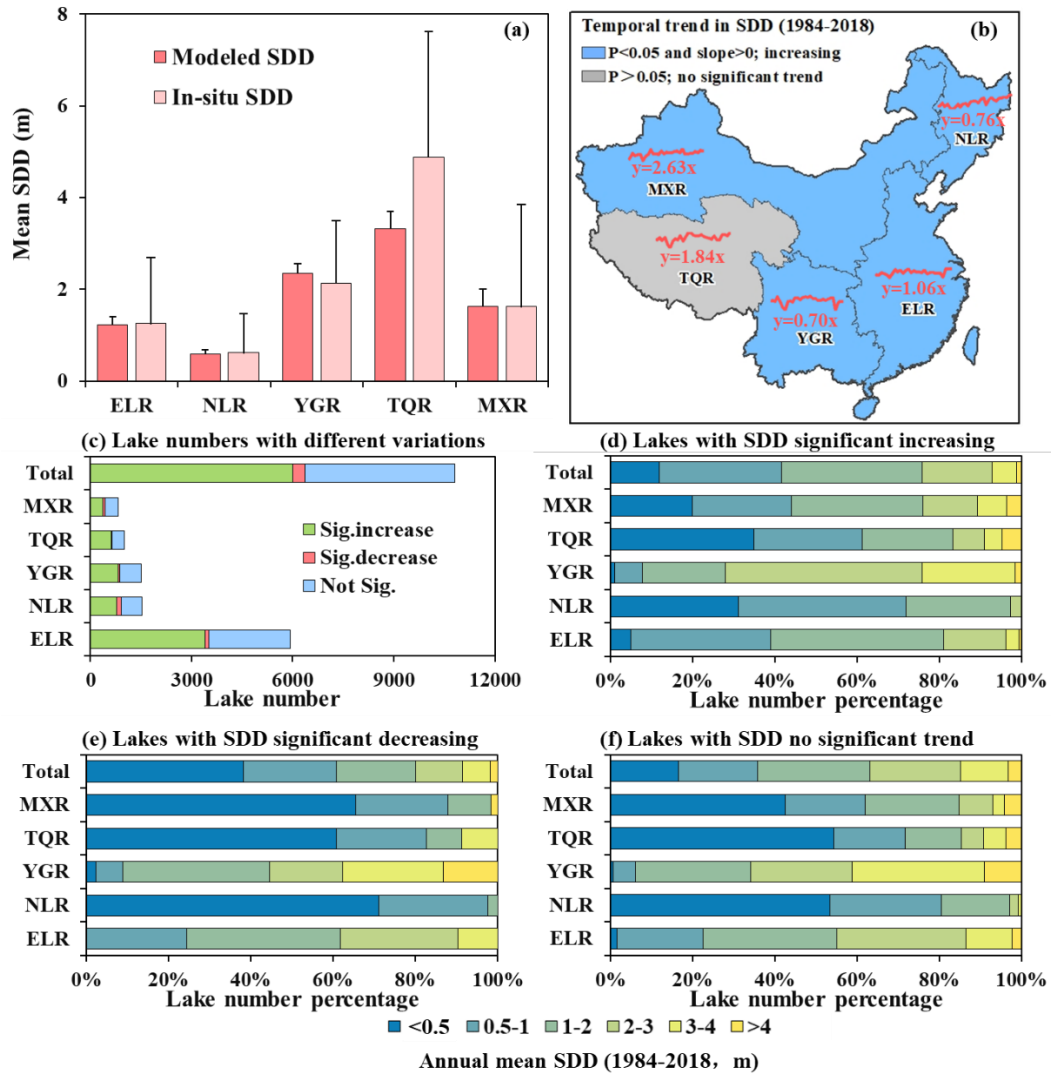 (a)
Modeled SDD
In-situ SDD
Mean SDD (m)
8
6
4
2
0
ELR NLR YGR TQR MXR
(b)
Temporal trend in SDD (1984-2018)
P<0.05 and slope>0; increasing
P>0.05; no significant trend
y=0.76x
NLR
y=2.63x
MXR
y=1.84x
TQR
y=1.06x
ELR
y=0.70x
YGR
(c) Lake numbers with different variations
Total
MXR
TQR
YGR
NLR
ELR
Sig.increase
Sig.decrease
Not Sig.
0 3000 6000 9000 12000
Lake number
(d) Lakes with SDD significant increasing
Total
MXR
TQR
YGR
NLR
ELR
0% 20% 40% 60% 80% 100%
Lake number percentage
(e) Lakes with SDD significant decreasing
Total
MXR
TQR
YGR
NLR
ELR
0% 20% 40% 60% 80% 100%
Lake number percentage
(f) Lakes with SDD no significant trend
Total
MXR
TQR
YGR
NLR
ELR
0% 20% 40% 60% 80% 100%
Lake number percentage
<0.5 0.5-1 1-2 2-3 3-4 >4
Annual mean SDD (1984-2018，m)